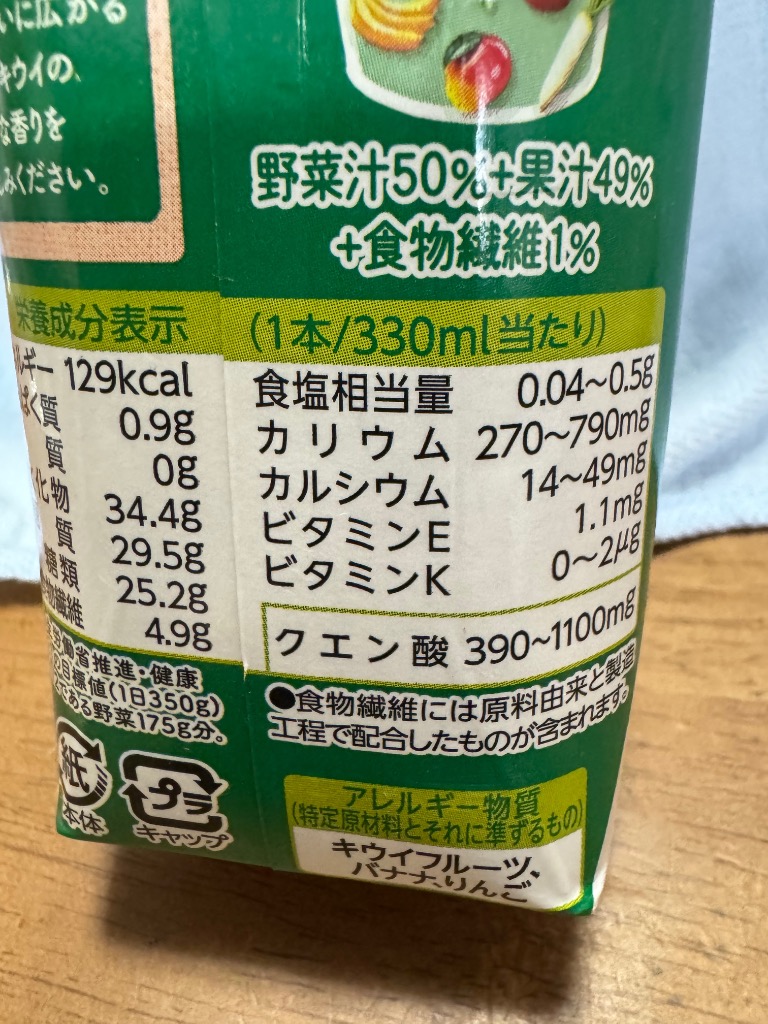 いに広がる
キウイの
な香りを
しみください。
野菜汁50%+果汁49%
+食物繊維1%
栄養成分表示 (1本/330ml当たり)
ルギー 129kcal
ぱく質 0.9g
質 0g
化物 34.4g
質 29.5g
糖類 25.2g
物繊維 4.9g
食塩相当量 0.04〜0.5g
カリウム 270〜790mg
カルシウム 14〜49mg
ビタミンE 1.1mg
ビタミンK 0〜2μg
クエン酸 390〜1100mg
労働省推進・健康
の目標値(1日350g)
である野菜175g分。
●食物繊維には原料由来と製造
工程で配合したものが含まれます。
紙
本体
プラ
キャップ
アレルギー物質
(特定原材料とそれに準ずるもの)
キウイフルーツ、
バナナ、りんご